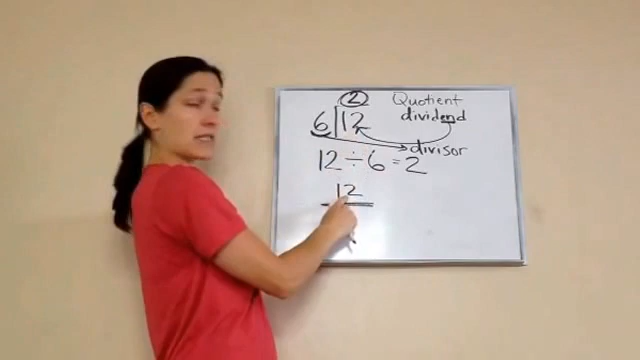 2 Quotient
6 12 dividend
divisor
12 ÷ 6 = 2
12